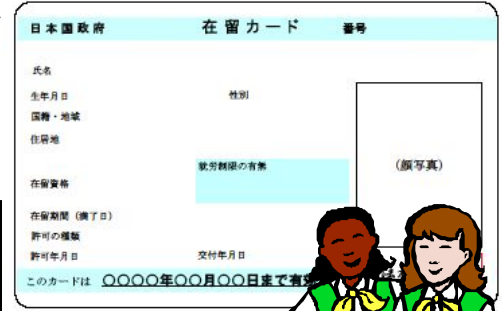 日本国政府 在留カード 番号
氏名
生年月日 性別
国籍・地域
住居地
(顔写真)
就労制限の有無
在留資格
在留期間（満了日）
許可の種類
許可年月日 交付年月日
このカードは 〇〇〇〇年〇〇月〇〇日まで有効